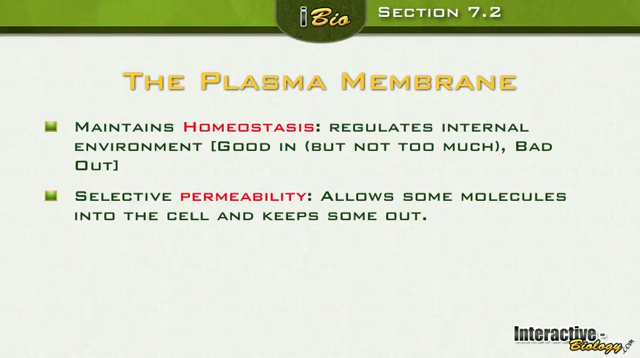 iBio
Section 7.2
The Plasma Membrane
Maintains Homeostasis: regulates internal
environment [Good in (but not too much), Bad
Out]
Selective permeability: Allows some molecules
into the cell and keeps some out.
Interactive-
Biology.com